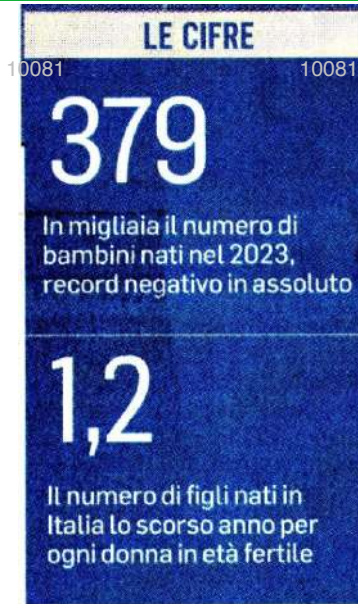 LE CIFRE
10081 10081
379
In migliaia il numero di
bambini nati nel 2023,
record negativo in assoluto
1,2
Il numero di figli nati in
Italia lo scorso anno per
ogni donna in età fertile